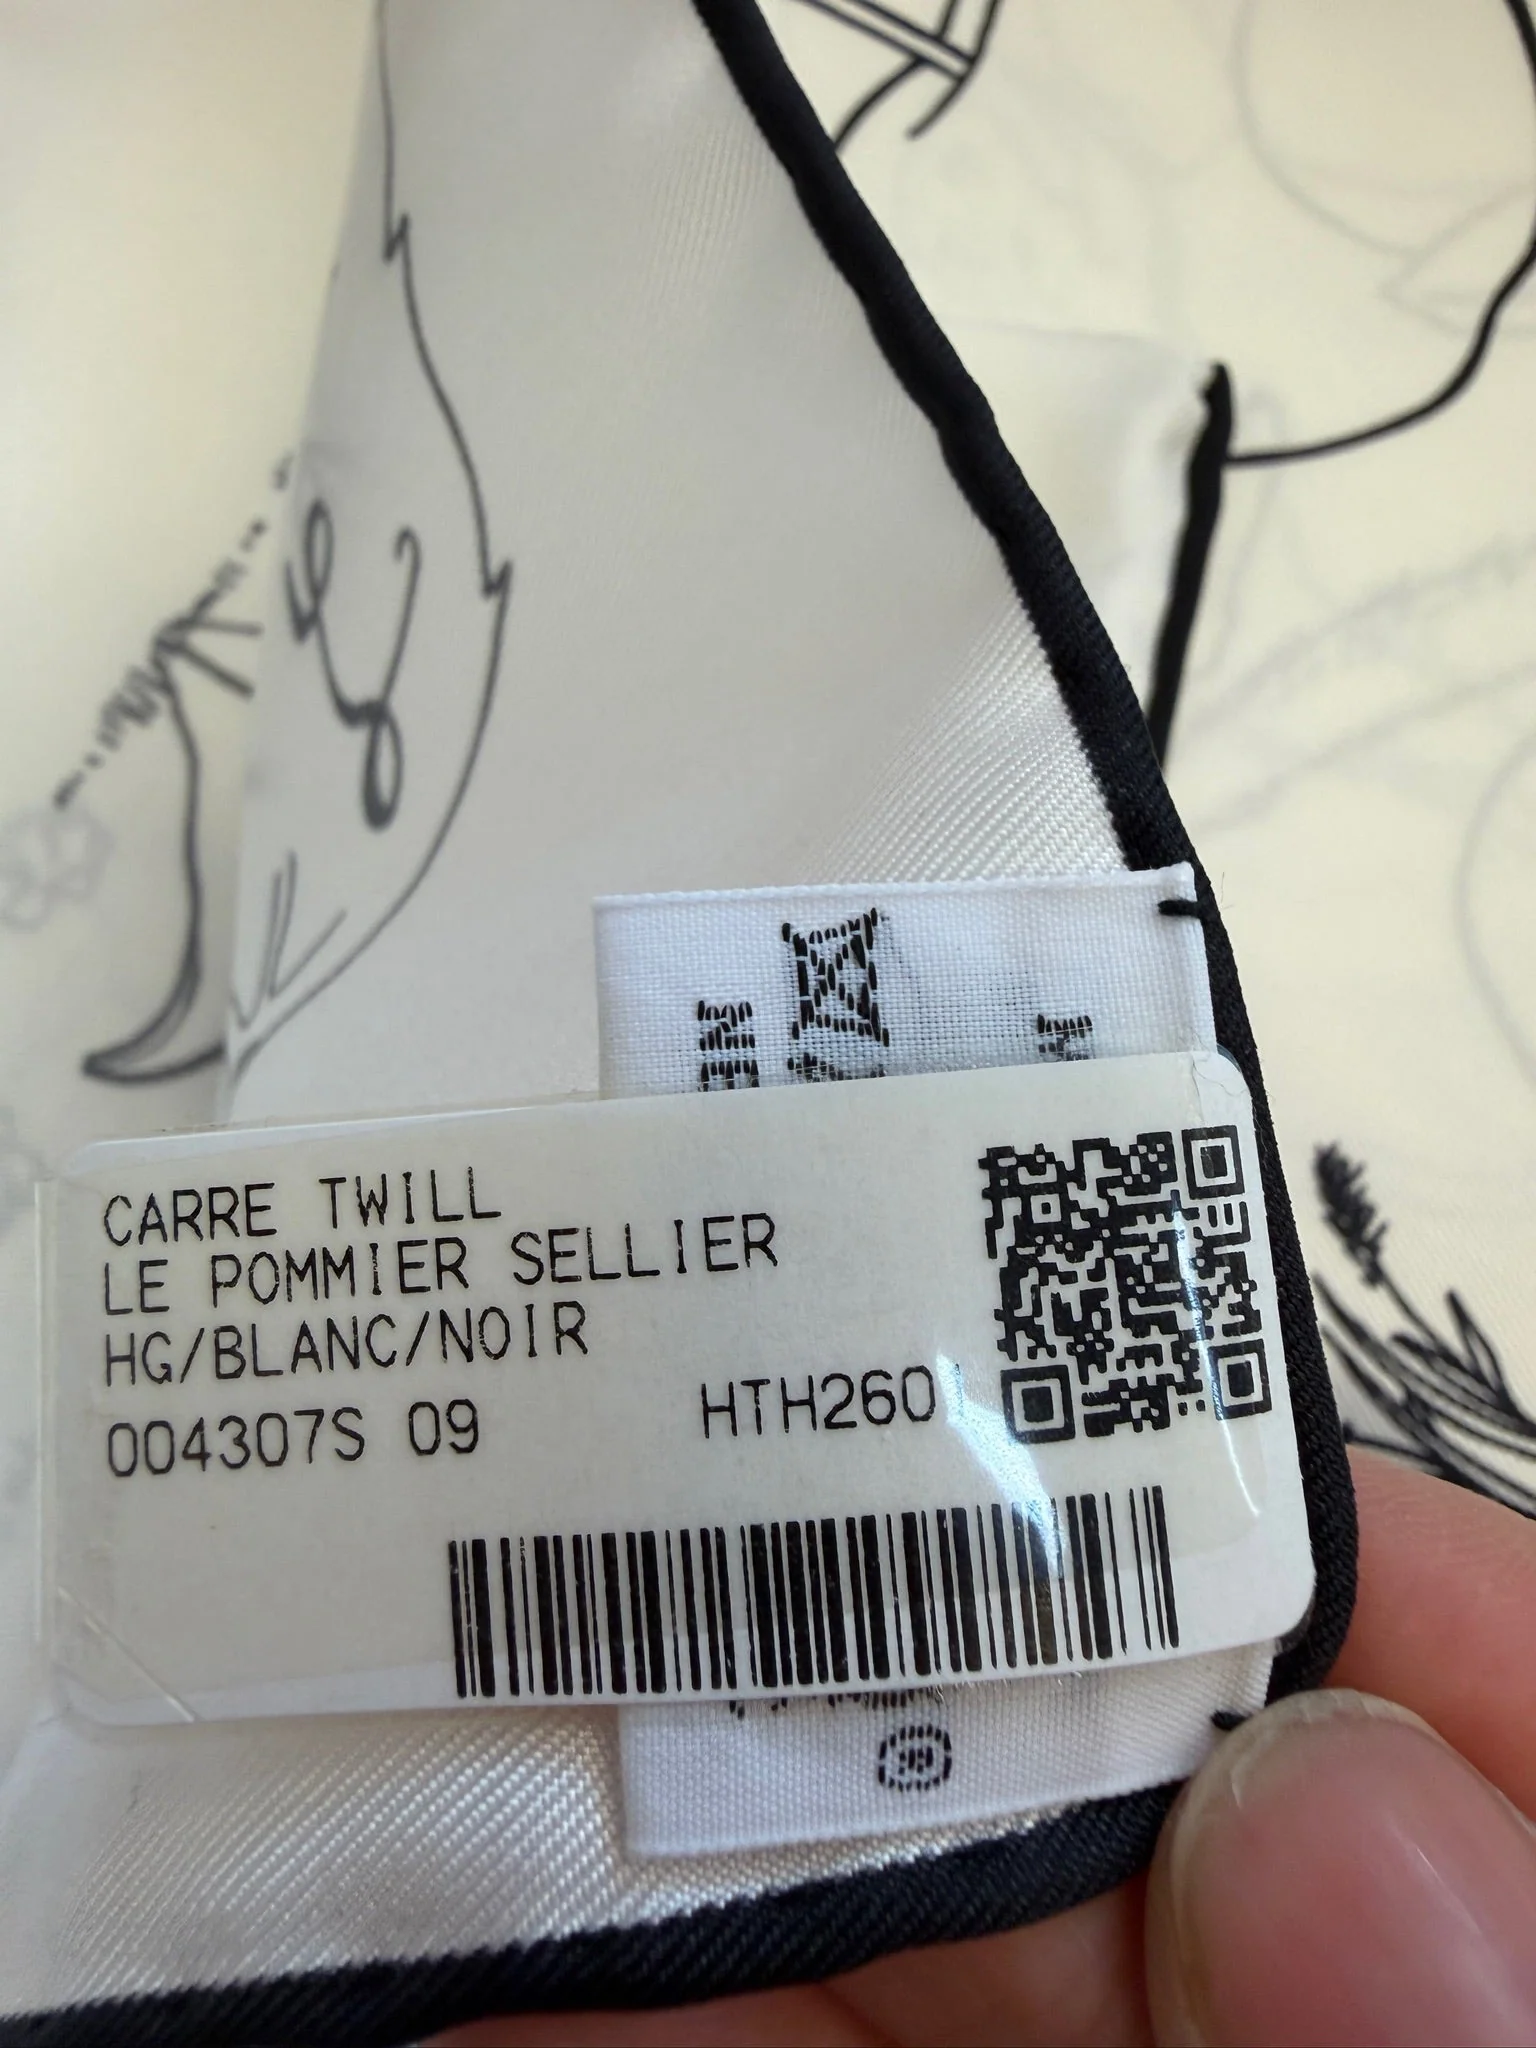 CARRE TWILL
LE POMMIER SELLIER
HG/BLANC/NOIR
004307S 09 HTH260